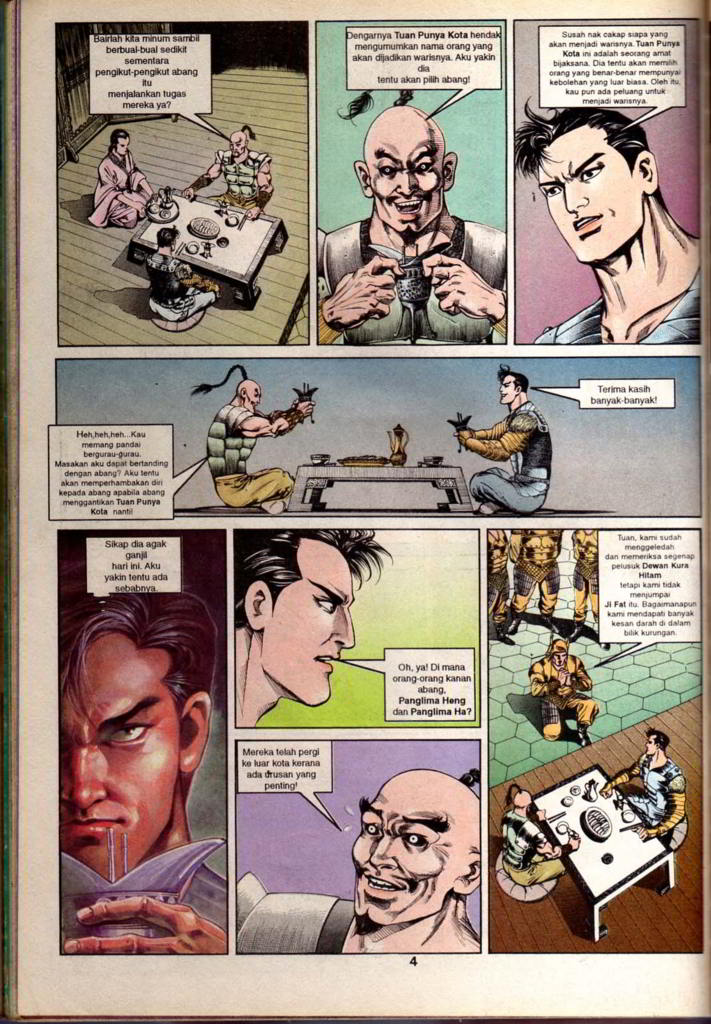 Biarlah kita minum sambil
berbual-bual sedikit
sementara
pengikut-pengikut abang
itu
menjalankan tugas
mereka ya?
Dengarnya Tuan Punya Kota hendak
mengumumkan nama orang yang
akan dijadikan warisnya. Aku yakin
dia
tentu akan pilih abang!
Susah nak cakap siapa yang
akan menjadi warisnya. Tuan Punya
Kota ini adalah seorang amat
bijaksana. Dia tentu akan memilih
orang yang benar-benar mempunyai
kebolehan yang luar biasa. Oleh itu,
kau pun ada peluang untuk
menjadi warisnya.
Heh,heh,heh...Kau
memang pandai
bergurau-gurau.
Masakan aku dapat bertanding
dengan abang? Aku tentu
akan memperhambakan diri
kepada abang apabila abang
menggantikan Tuan Punya
Kota nanti!
Terima kasih
banyak-banyak!
Sikap dia agak
ganjil
hari ini. Aku
yakin tentu ada
sebabnya.
Oh, ya! Di mana
orang-orang kanan
abang,
Panglima Heng
dan Panglima Ha?
Mereka telah pergi
ke luar kota kerana
ada urusan yang
penting!
Tuan, kami sudah
menggeledah
dan memeriksa segenap
pelusuk Dewan Kura
Hitam
tetapi kami tidak
menjumpai
Ji Fat itu. Bagaimanapun
kami mendapati banyak
kesan darah di dalam
bilik kurungan.
4